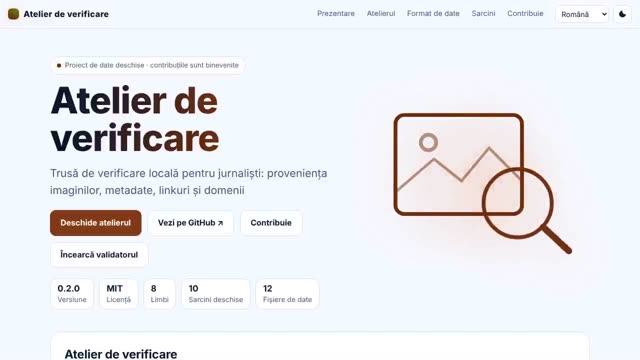 Atelier de verificare
Prezentare
Atelierul
Format de date
Sarcini
Contribuie
Română
Proiect de date deschise · contribuțiile sunt binevenite
Atelier de
verificare
Trusă de verificare locală pentru jurnaliști: proveniența
imaginilor, metadate, linkuri și domenii
Deschide atelierul
Vezi pe GitHub ↗
Contribuie
Încearcă validatorul
0.2.0
Versiune
MIT
Licență
8
Limbi
10
Sarcini deschise
12
Fișiere de date
Atelier de verificare